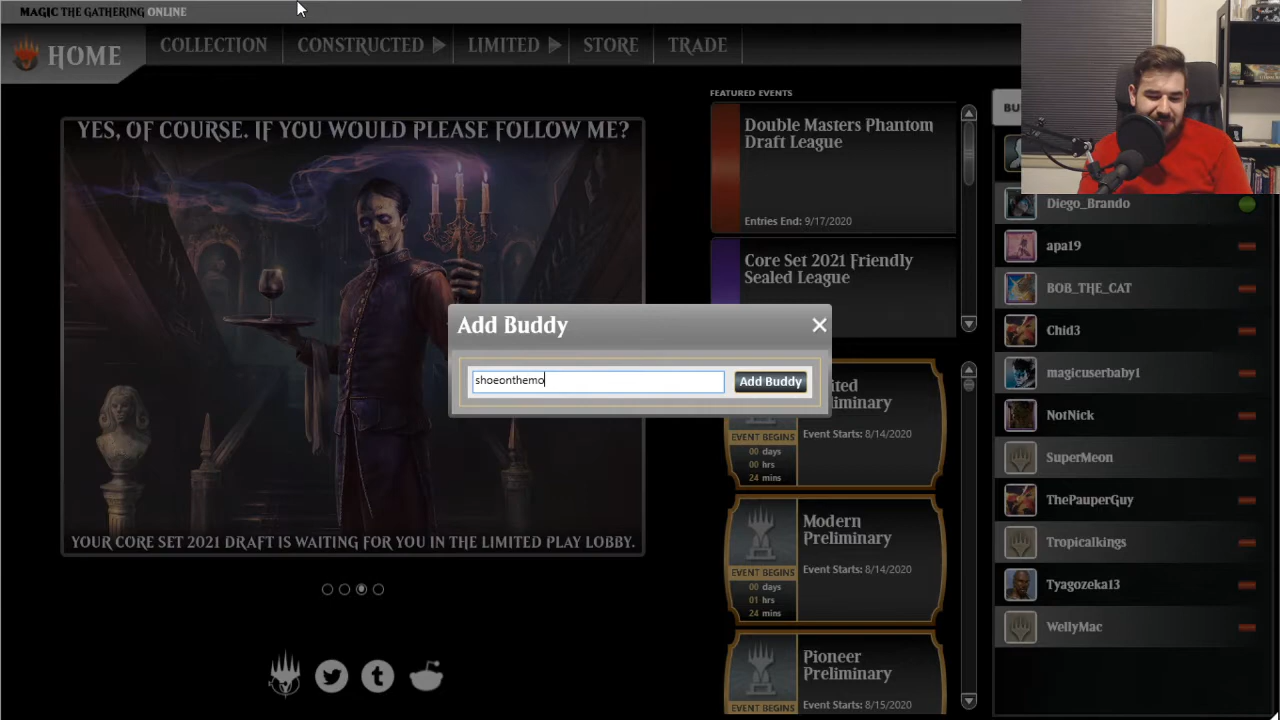 MAGIC THE GATHERING ONLINE
HOME
COLLECTION
CONSTRUCTED
LIMITED
STORE
TRADE
YES, OF COURSE. IF YOU WOULD PLEASE FOLLOW ME?
YOUR CORE SET 2021 DRAFT IS WAITING FOR YOU IN THE LIMITED PLAY LOBBY.
FEATURED EVENTS
Double Masters Phantom
Draft League
Entries End: 9/17/2020
Core Set 2021 Friendly
Sealed League
Add Buddy
shoeonthemo
Add Buddy
ited
liminary
Event Starts: 8/14/2020
EVENT BEGINS
00 days
00 hrs
24 mins
Modern
Preliminary
Event Starts: 8/14/2020
EVENT BEGINS
00 days
01 hrs
24 mins
Pioneer
Preliminary
Event Starts: 8/15/2020
EVENT BEGINS
BU
Diego_Brando
apa19
BOB_THE_CAT
Chid3
magicuserbaby1
NotNick
SuperMeon
ThePauperGuy
Tropicalkings
Tyagozeka13
WellyMac